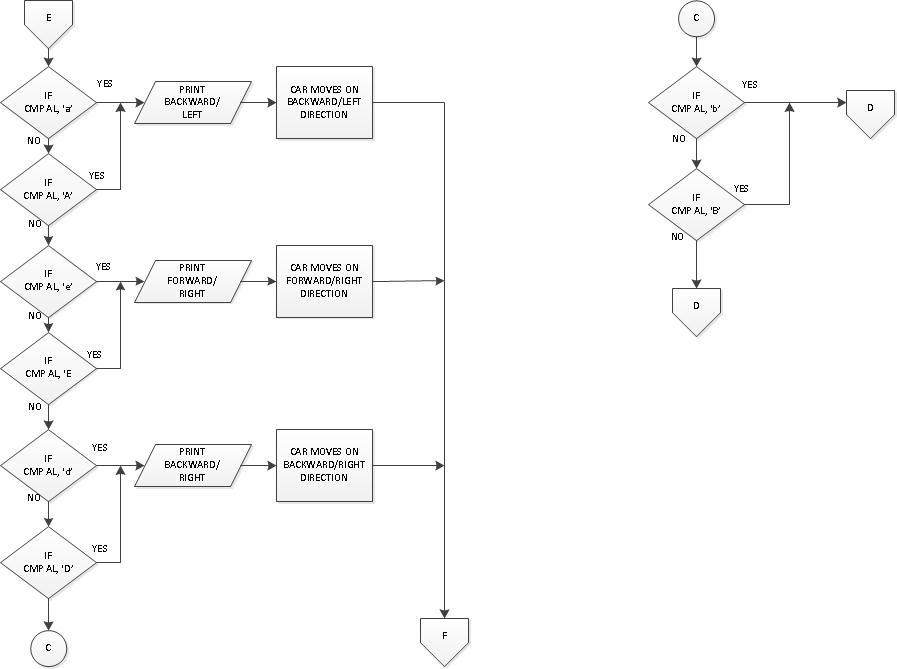 E
IF
CMP AL, 'a'
YES
NO
PRINT
BACKWARD/
LEFT
CAR MOVES ON
BACKWARD/LEFT
DIRECTION
IF
CMP AL, 'A'
YES
NO
IF
CMP AL, 'e'
YES
NO
PRINT
FORWARD/
RIGHT
CAR MOVES ON
FORWARD/RIGHT
DIRECTION
IF
CMP AL, 'E
YES
NO
IF
CMP AL, 'd'
YES
NO
PRINT
BACKWARD/
RIGHT
CAR MOVES ON
BACKWARD/RIGHT
DIRECTION
IF
CMP AL, 'D'
YES
C
F
C
IF
CMP AL, 'b'
YES
NO
D
IF
CMP AL, 'B'
YES
NO
D